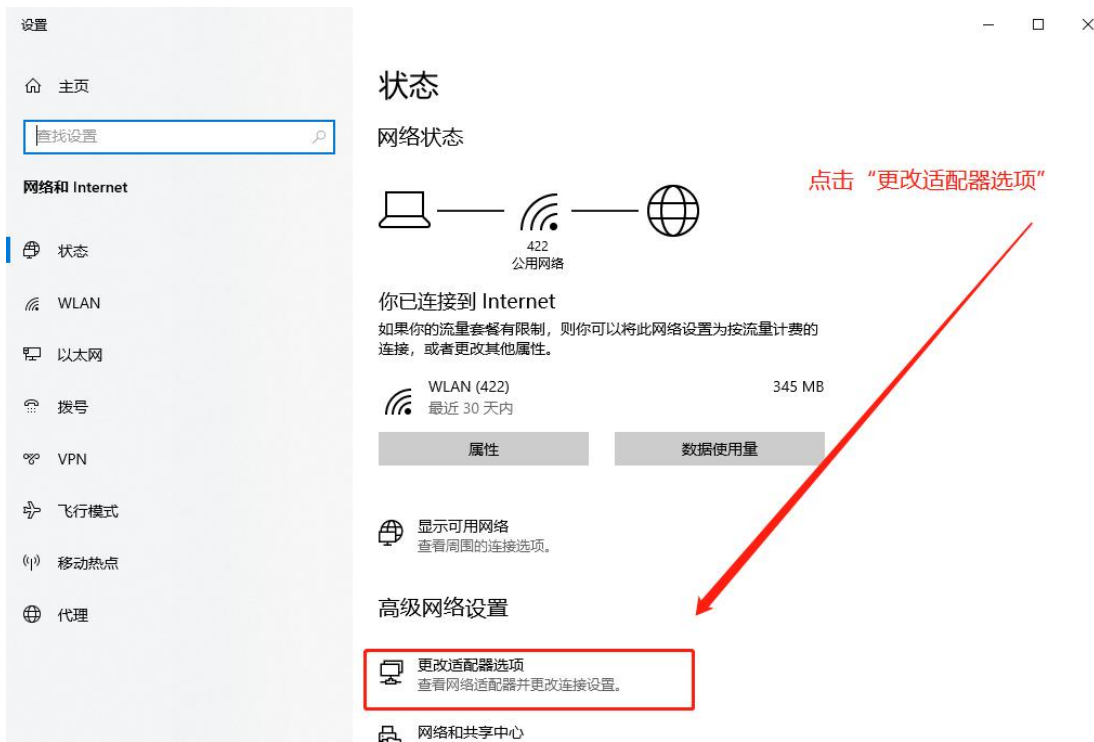 设置
主页
查找设置
网络和 Internet
状态
WLAN
以太网
拨号
VPN
飞行模式
移动热点
代理
状态
网络状态
点击“更改适配器选项”
422
公用网络
你已连接到 Internet
如果你的流量套餐有限制，则你可以将此网络设置为按流量计费的
连接，或者更改其他属性。
WLAN (422)
345 MB
最近 30 天内
属性
数据使用量
显示可用网络
查看周围的连接选项。
高级网络设置
更改适配器选项
查看网络适配器并更改连接设置。
网络和共享中心